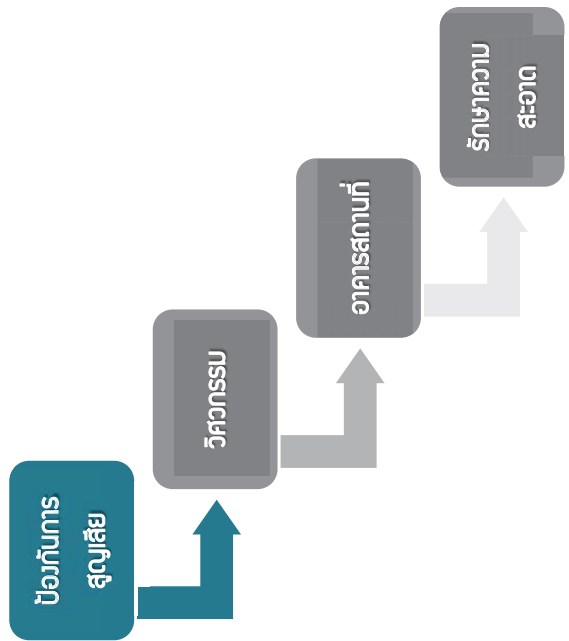 ป้องกันการ
สูญเสีย
วิศวกรรม
อาคารสถานที่
รักษาความ
สะอาด